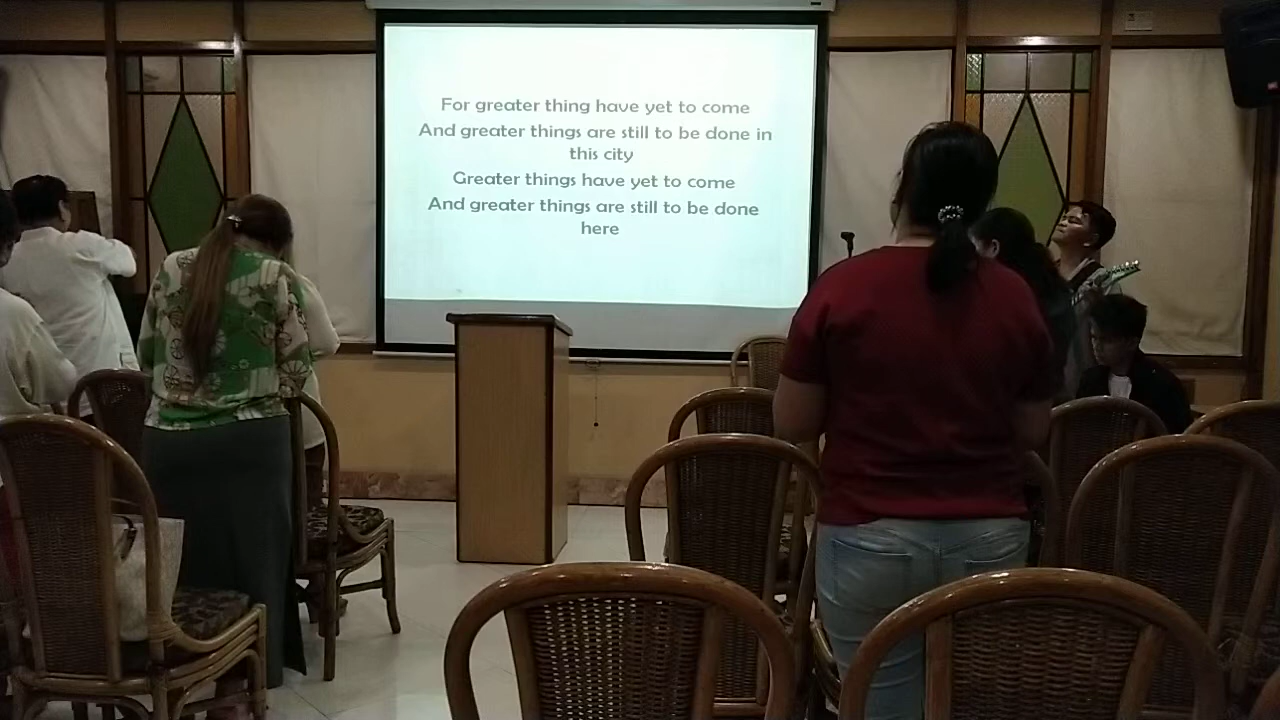 For greater thing have yet to come
And greater things are still to be done in
this city
Greater things have yet to come
And greater things are still to be done
here